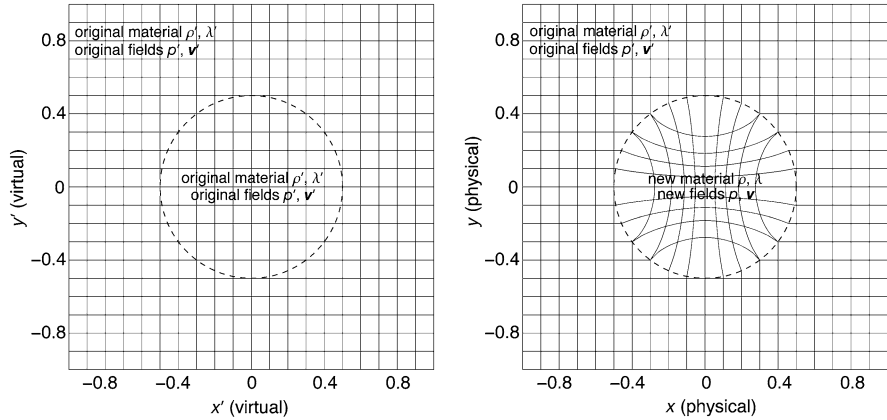 original material ρ′, λ′
original fields p′, v′
original material ρ′, λ′
original fields p′, v′
0.8
0.4
0
−0.4
−0.8
y′ (virtual)
−0.8 −0.4 0 0.4 0.8
x′ (virtual)
original material ρ′, λ′
original fields p′, v′
new material ρ, λ
new fields p, v
0.8
0.4
0
−0.4
−0.8
y (physical)
−0.8 −0.4 0 0.4 0.8
x (physical)